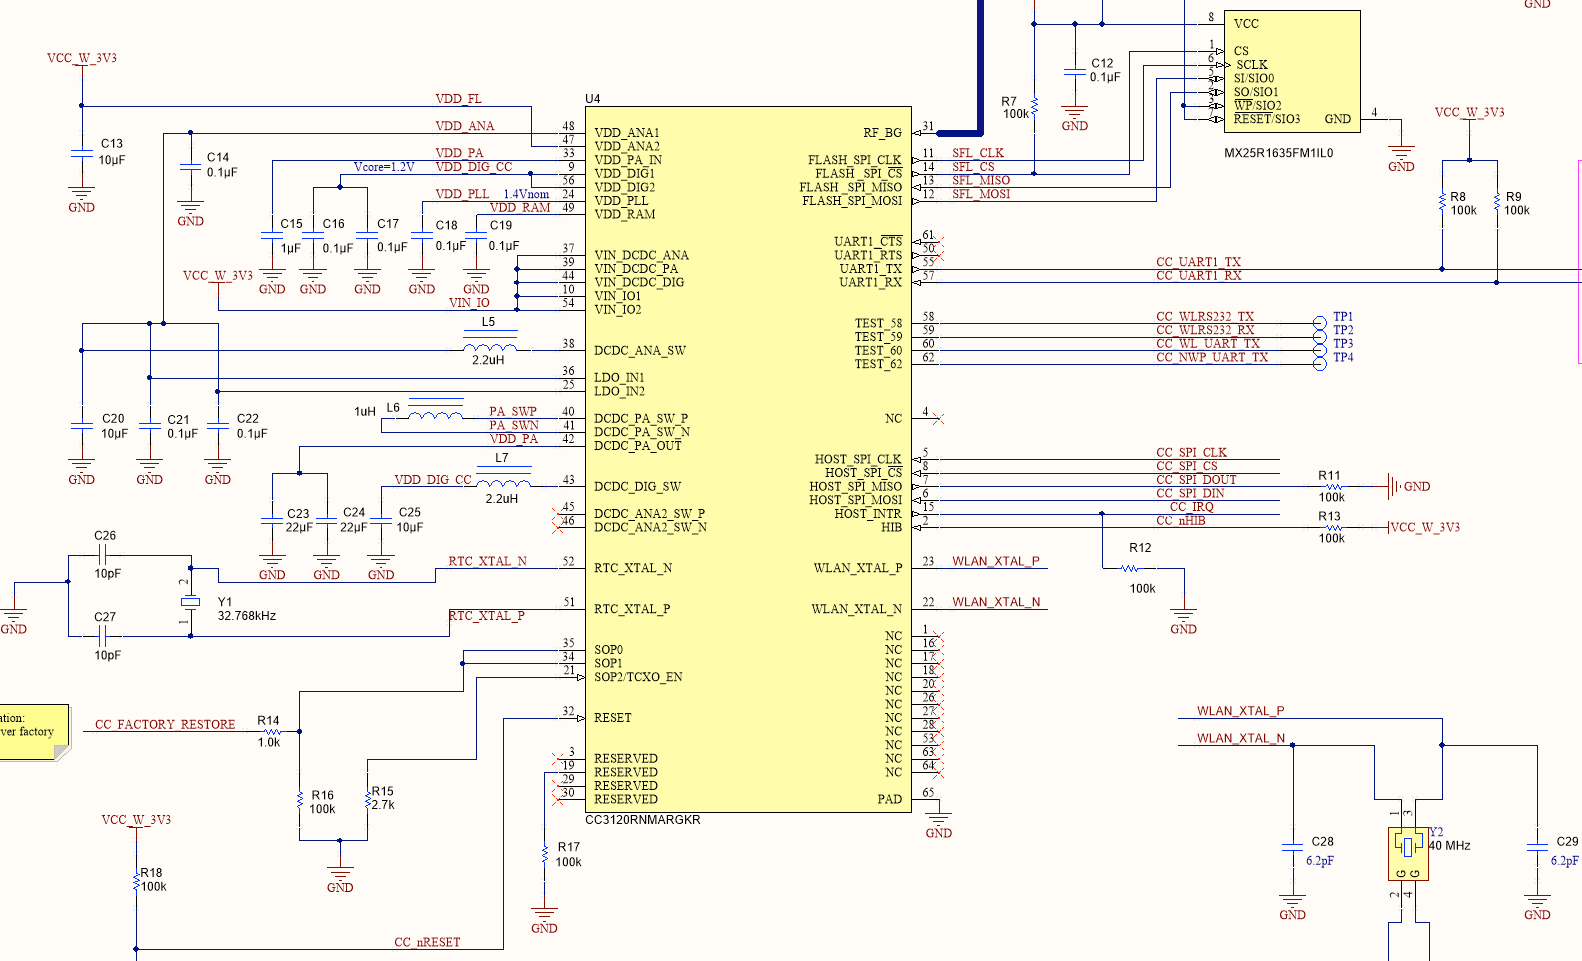 GND
8
VCC
VCC_W_3V3
1
CS
C12
0.1µF
6
SCLK
SI/SIO0
SO/SIO1
WP/SIO2
RESET/SIO3
GND
4
R7
100k
GND
MX25R1635FM1IL0
GND
VCC_W_3V3
R8
100k
R9
100k
U4
VDD_FL
VDD_ANA
VDD_PA
Vcore=1.2V
VDD_DIG_CC
VDD_PLL
1.4Vnom
VDD_RAM
C13
10µF
GND
C14
0.1µF
GND
C15
1µF
C16
0.1µF
C17
0.1µF
C18
0.1µF
C19
0.1µF
GND
GND
GND
GND
GND
VCC_W_3V3
VIN_IO
48
VDD_ANA1
47
VDD_ANA2
33
VDD_PA_IN
9
VDD_DIG1
56
VDD_DIG2
24
VDD_PLL
49
VDD_RAM
37
VIN_DCDC_ANA
39
VIN_DCDC_PA
44
VIN_DCDC_DIG
10
VIN_IO1
54
VIN_IO2
38
DCDC_ANA_SW
36
LDO_IN1
25
LDO_IN2
40
DCDC_PA_SW_P
41
DCDC_PA_SW_N
42
DCDC_PA_OUT
43
DCDC_DIG_SW
45
DCDC_ANA2_SW_P
46
DCDC_ANA2_SW_N
52
RTC_XTAL_N
51
RTC_XTAL_P
35
SOP0
34
SOP1
21
SOP2/TCXO_EN
32
RESET
3
RESERVED
19
RESERVED
29
RESERVED
30
RESERVED
CC3120RNMARGKR
L5
2.2uH
1uH
L6
PA_SWP
PA_SWN
VDD_PA
L7
VDD_DIG_CC
2.2uH
C20
10µF
C21
0.1µF
C22
0.1µF
GND
GND
GND
C23
22µF
C24
22µF
C25
10µF
GND
GND
GND
C26
10pF
C27
10pF
GND
2
1
Y1
32.768kHz
RTC_XTAL_N
RTC_XTAL_P
ation:
ver factory
CC_FACTORY_RESTORE
R14
1.0k
R16
100k
R15
2.7k
GND
VCC_W_3V3
R18
100k
CC_nRESET
R17
100k
GND
RF_BG
31
FLASH_SPI_CLK
11
SFL_CLK
FLASH_SPI_CS
14
SFL_CS
FLASH_SPI_MISO
13
SFL_MISO
FLASH_SPI_MOSI
12
SFL_MOSI
UART1_CTS
61
UART1_RTS
50
UART1_TX
55
CC_UART1_TX
UART1_RX
57
CC_UART1_RX
TEST_58
58
CC_WLRS232_TX
TP1
TEST_59
59
CC_WLRS232_RX
TP2
TEST_60
60
CC_WL_UART_TX
TP3
TEST_62
62
CC_NWP_UART_TX
TP4
NC
4
HOST_SPI_CLK
5
CC_SPI_CLK
HOST_SPI_CS
8
CC_SPI_CS
HOST_SPI_MISO
7
CC_SPI_DOUT
HOST_SPI_MOSI
6
CC_SPI_DIN
HOST_INTR
15
CC_IRQ
HIB
2
CC_nHIB
R11
100k
GND
R13
100k
VCC_W_3V3
R12
100k
GND
WLAN_XTAL_P
23
WLAN_XTAL_P
WLAN_XTAL_N
22
WLAN_XTAL_N
NC
1
NC
16
NC
17
NC
18
NC
20
NC
26
NC
27
NC
28
NC
53
NC
63
NC
64
PAD
65
GND
WLAN_XTAL_P
WLAN_XTAL_N
1
3
Y2
40 MHz
G
G
2
4
C28
6.2pF
GND
C29
6.2pF
GND